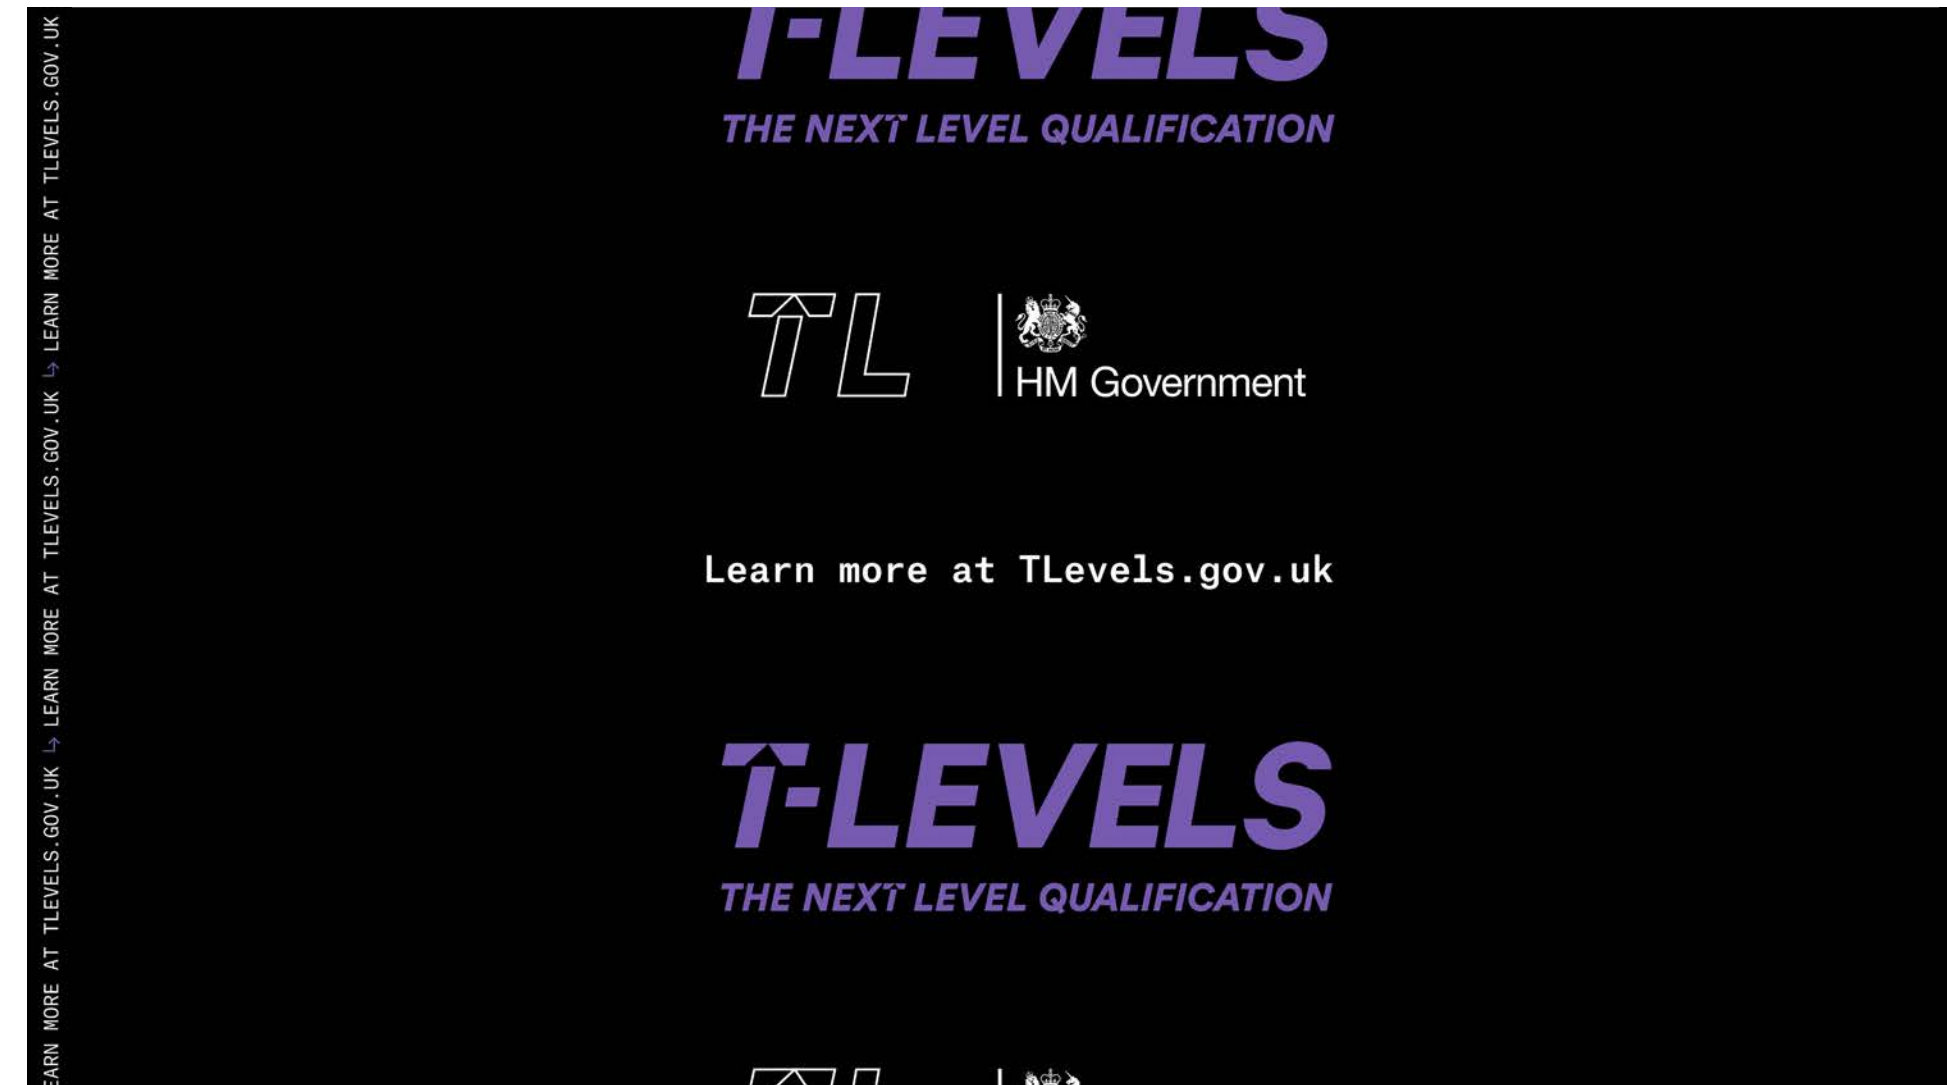 T-LEVELS
THE NEXT LEVEL QUALIFICATION
TL
HM Government
Learn more at TLevels.gov.uk
T-LEVELS
THE NEXT LEVEL QUALIFICATION
EARN MORE AT TLEVELS.GOV.UK ↳ LEARN MORE AT TLEVELS.GOV.UK ↳ LEARN MORE AT TLEVELS.GOV.UK